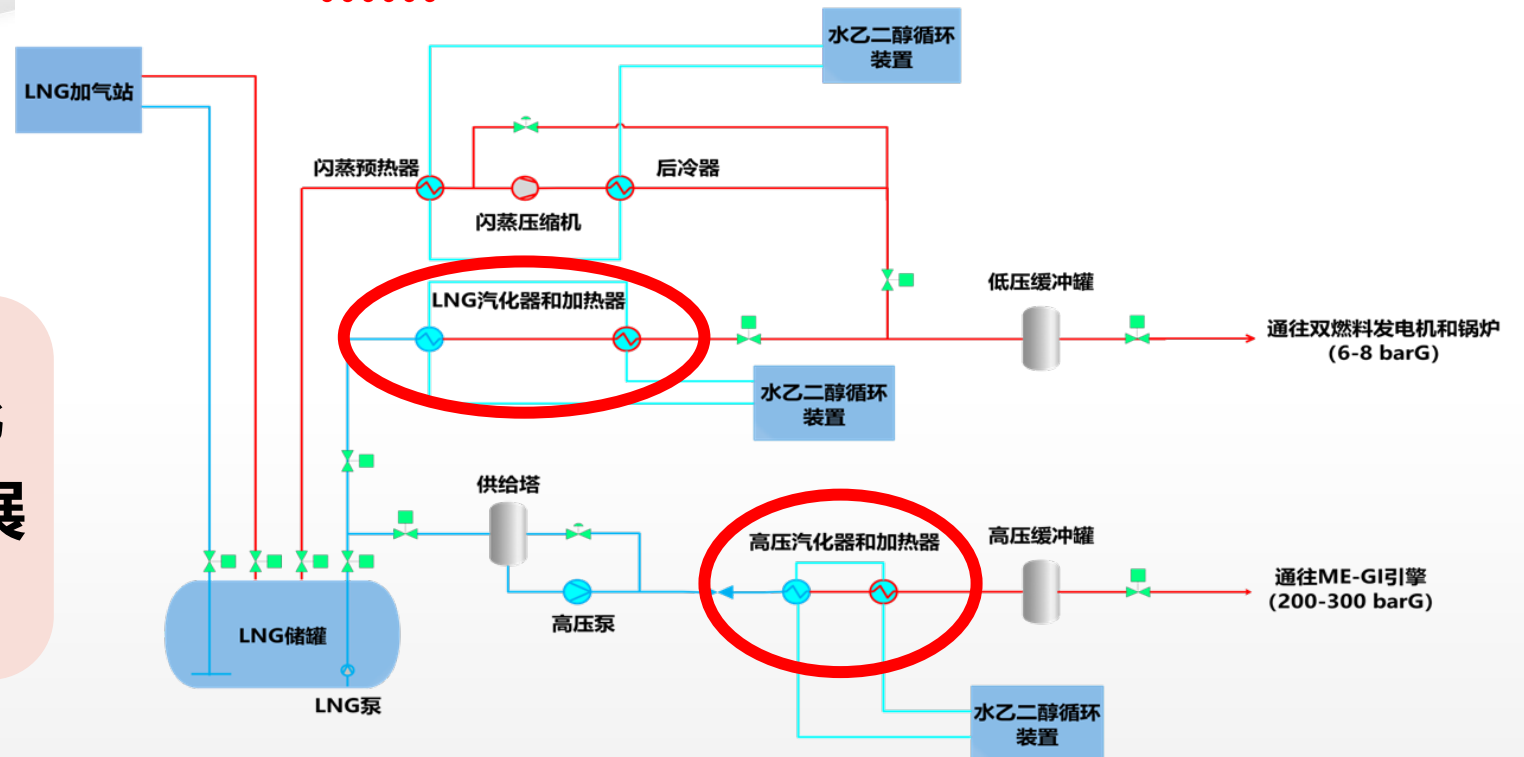 水乙二醇循环
装置
LNG加气站
闪蒸预热器
后冷器
闪蒸压缩机
LNG汽化器和加热器
低压缓冲罐
通往双燃料发电机和锅炉
(6-8 barG)
水乙二醇循环
装置
展
供给塔
高压汽化器和加热器
高压缓冲罐
通往ME-GI引擎
(200-300 barG)
高压泵
LNG储罐
LNG泵
水乙二醇循环
装置